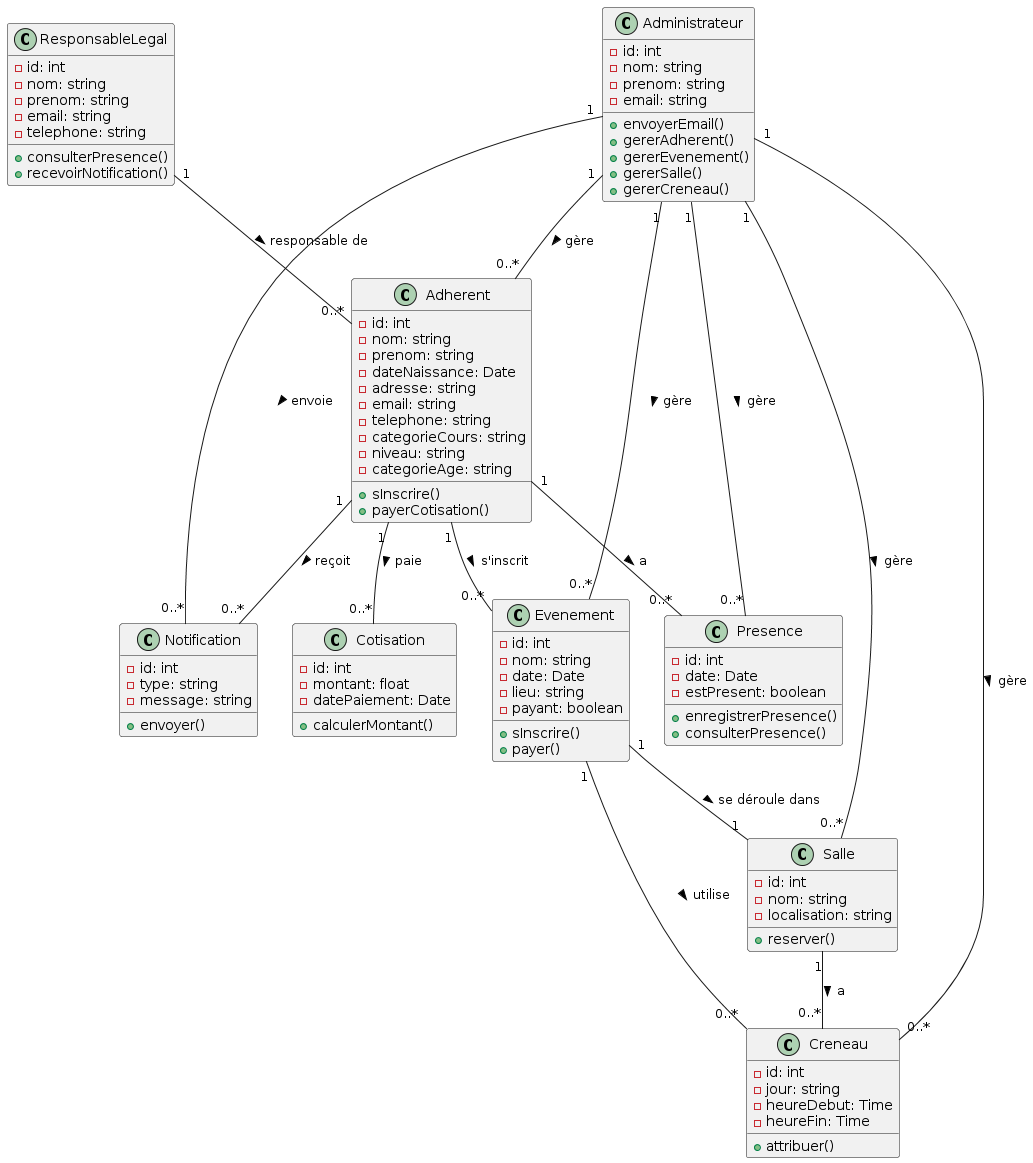 C ResponsableLegal
id: int
nom: string
prenom: string
email: string
telephone: string
consulterPresence()
recevoirNotification()
C Administrateur
id: int
nom: string
prenom: string
email: string
envoyerEmail()
gererAdherent()
gererEvenement()
gererSalle()
gererCreneau()
1
1
1
1
1
1
1
1
responsable de
gère
0..*
0..*
C Adherent
id: int
nom: string
prenom: string
dateNaissance: Date
adresse: string
email: string
telephone: string
categorieCours: string
niveau: string
categorieAge: string
sInscrire()
payerCotisation()
envoie
gère
gère
1
1
1
1
reçoit
paie
s'inscrit
a
gère
0..*
0..*
0..*
0..*
0..*
0..*
0..*
C Notification
id: int
type: string
message: string
envoyer()
C Cotisation
id: int
montant: float
datePaiement: Date
calculerMontant()
C Evenement
id: int
nom: string
date: Date
lieu: string
payant: boolean
sInscrire()
payer()
C Presence
id: int
date: Date
estPresent: boolean
enregistrerPresence()
consulterPresence()
gère
1
1
se déroule dans
1
0..*
C Salle
id: int
nom: string
localisation: string
reserver()
utilise
1
a
0..*
0..*
0..*
C Creneau
id: int
jour: string
heureDebut: Time
heureFin: Time
attribuer()